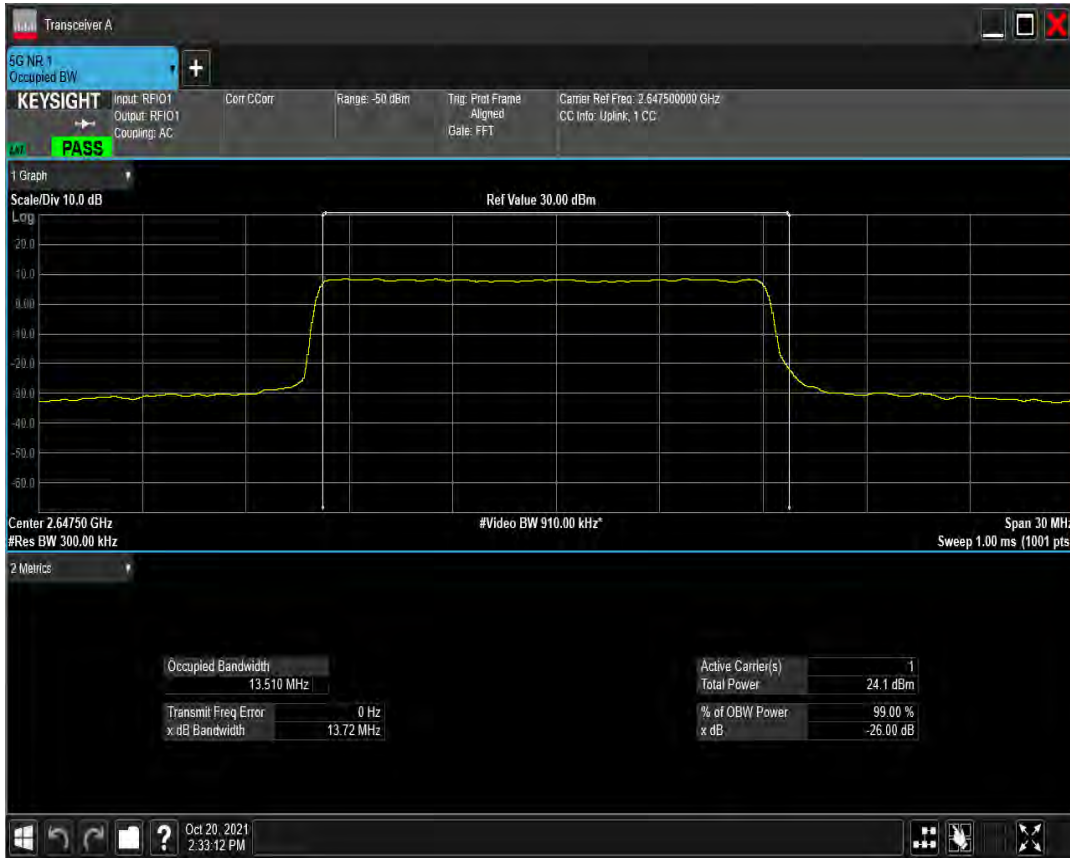 Transceiver A
5G NR 1
Occupied BW
+
KEYSIGHT
PASS
Input: RFIO1
Output: RFIO1
Coupling: AC
Corr CCorr
Range: -50 dBm
Trig: Prot Frame
Aligned
Gate: FFT
Carrier Ref Freq: 2.647500000 GHz
CC Info: Uplink, 1 CC
1 Graph
Scale/Div 10.0 dB
Ref Value 30.00 dBm
Log
20.0
10.0
0.00
-10.0
-20.0
-30.0
-40.0
-50.0
-60.0
Center 2.64750 GHz
#Video BW 910.00 kHz*
Span 30 MHz
#Res BW 300.00 kHz
Sweep 1.00 ms (1001 pts
2 Metrics
Occupied Bandwidth
13.510 MHz
Transmit Freq Error 0 Hz
x dB Bandwidth 13.72 MHz
Active Carrier(s) 1
Total Power 24.1 dBm
% of OBW Power 99.00 %
x dB -26.00 dB
?
Oct 20, 2021
2:33:12 PM